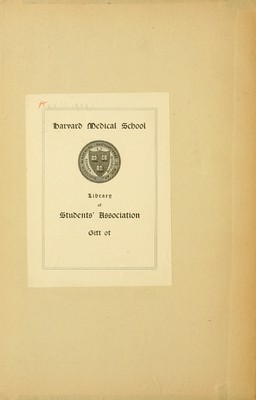 Harvard Medical School
Library
of
Students' Association
Gift of